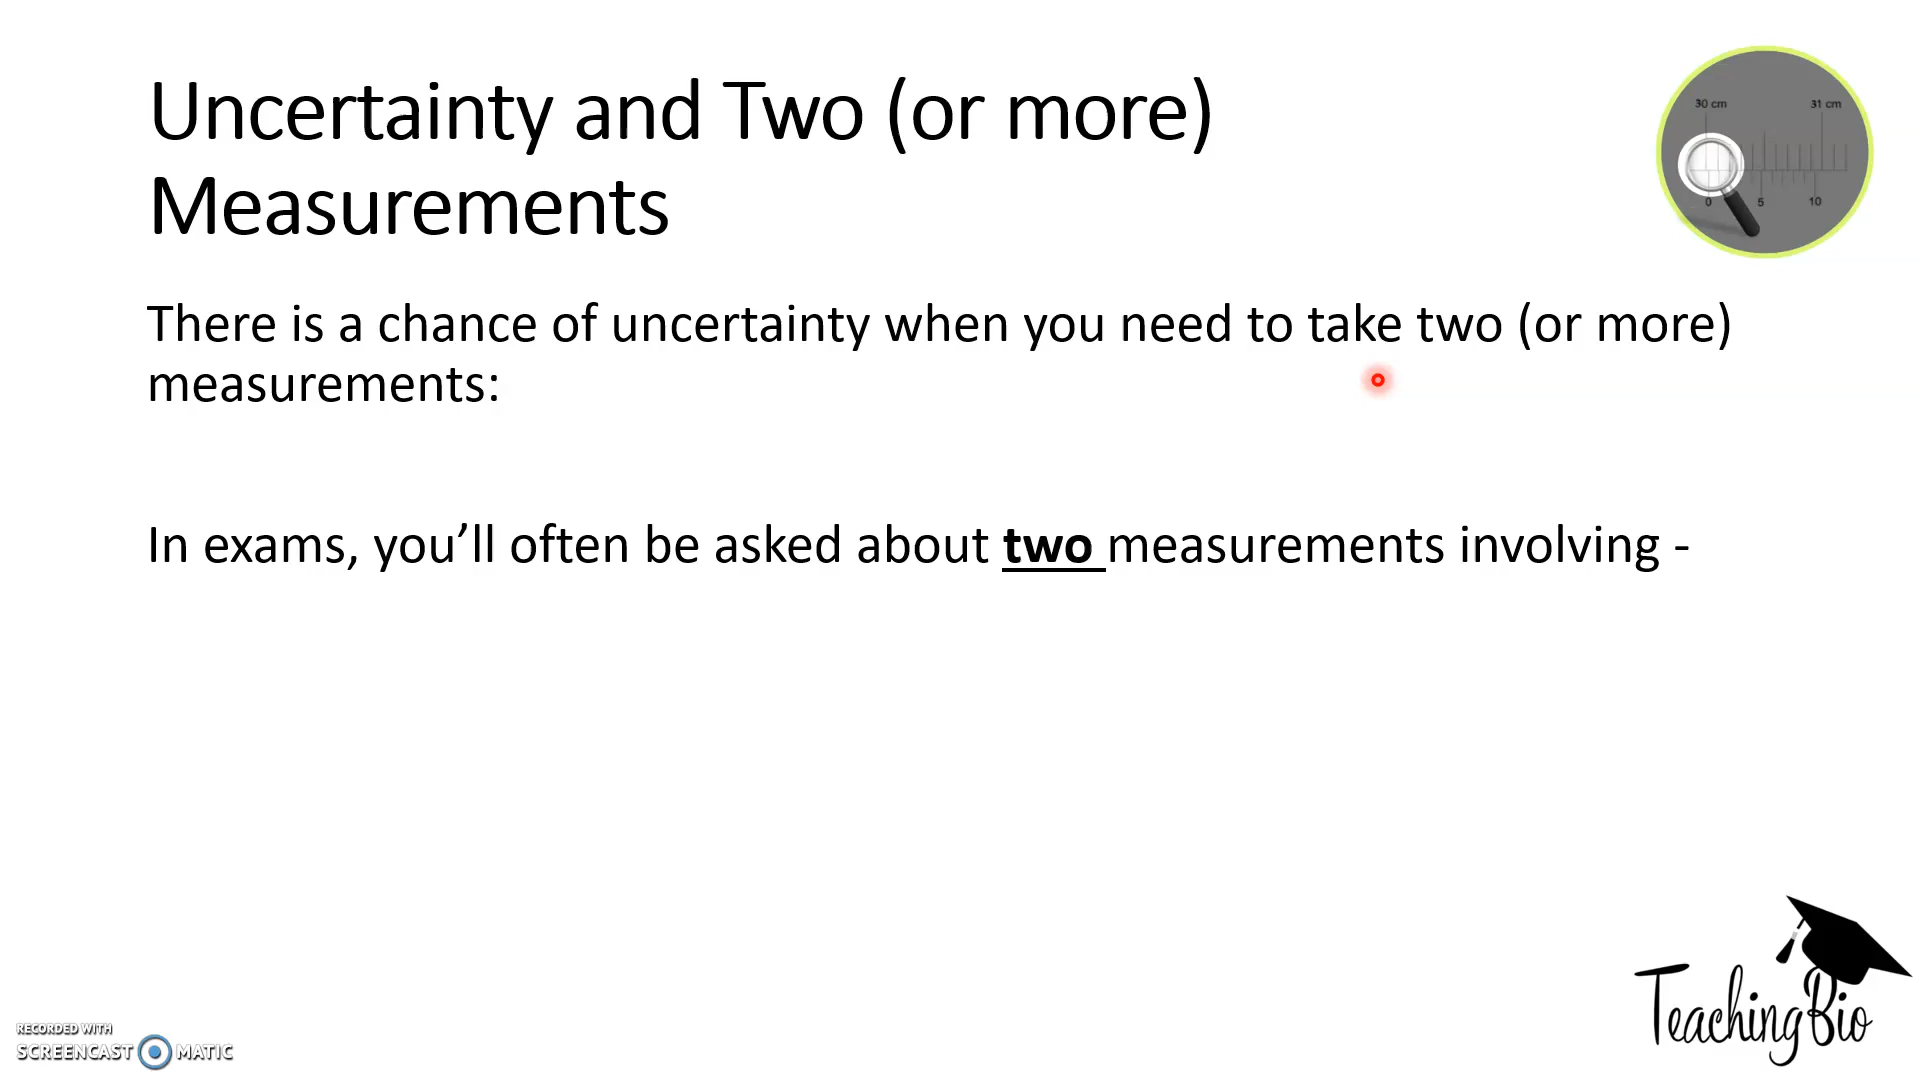 Uncertainty and Two (or more)
Measurements
30 cm 31 cm
0 5 10
There is a chance of uncertainty when you need to take two (or more)
measurements:
In exams, you’ll often be asked about two measurements involving -
TeachingBio
RECORDED WITH
SCREENCAST MATIC